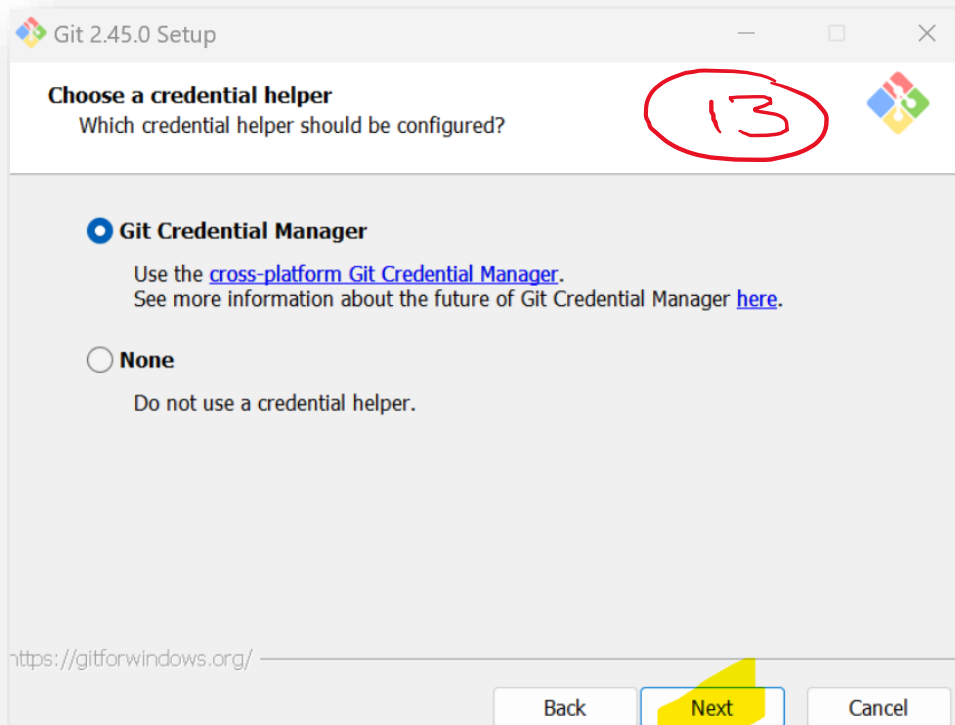 Git 2.45.0 Setup
Choose a credential helper
Which credential helper should be configured?
13
Git Credential Manager
Use the cross-platform Git Credential Manager.
See more information about the future of Git Credential Manager here.
None
Do not use a credential helper.
https://gitforwindows.org/
Back Next Cancel